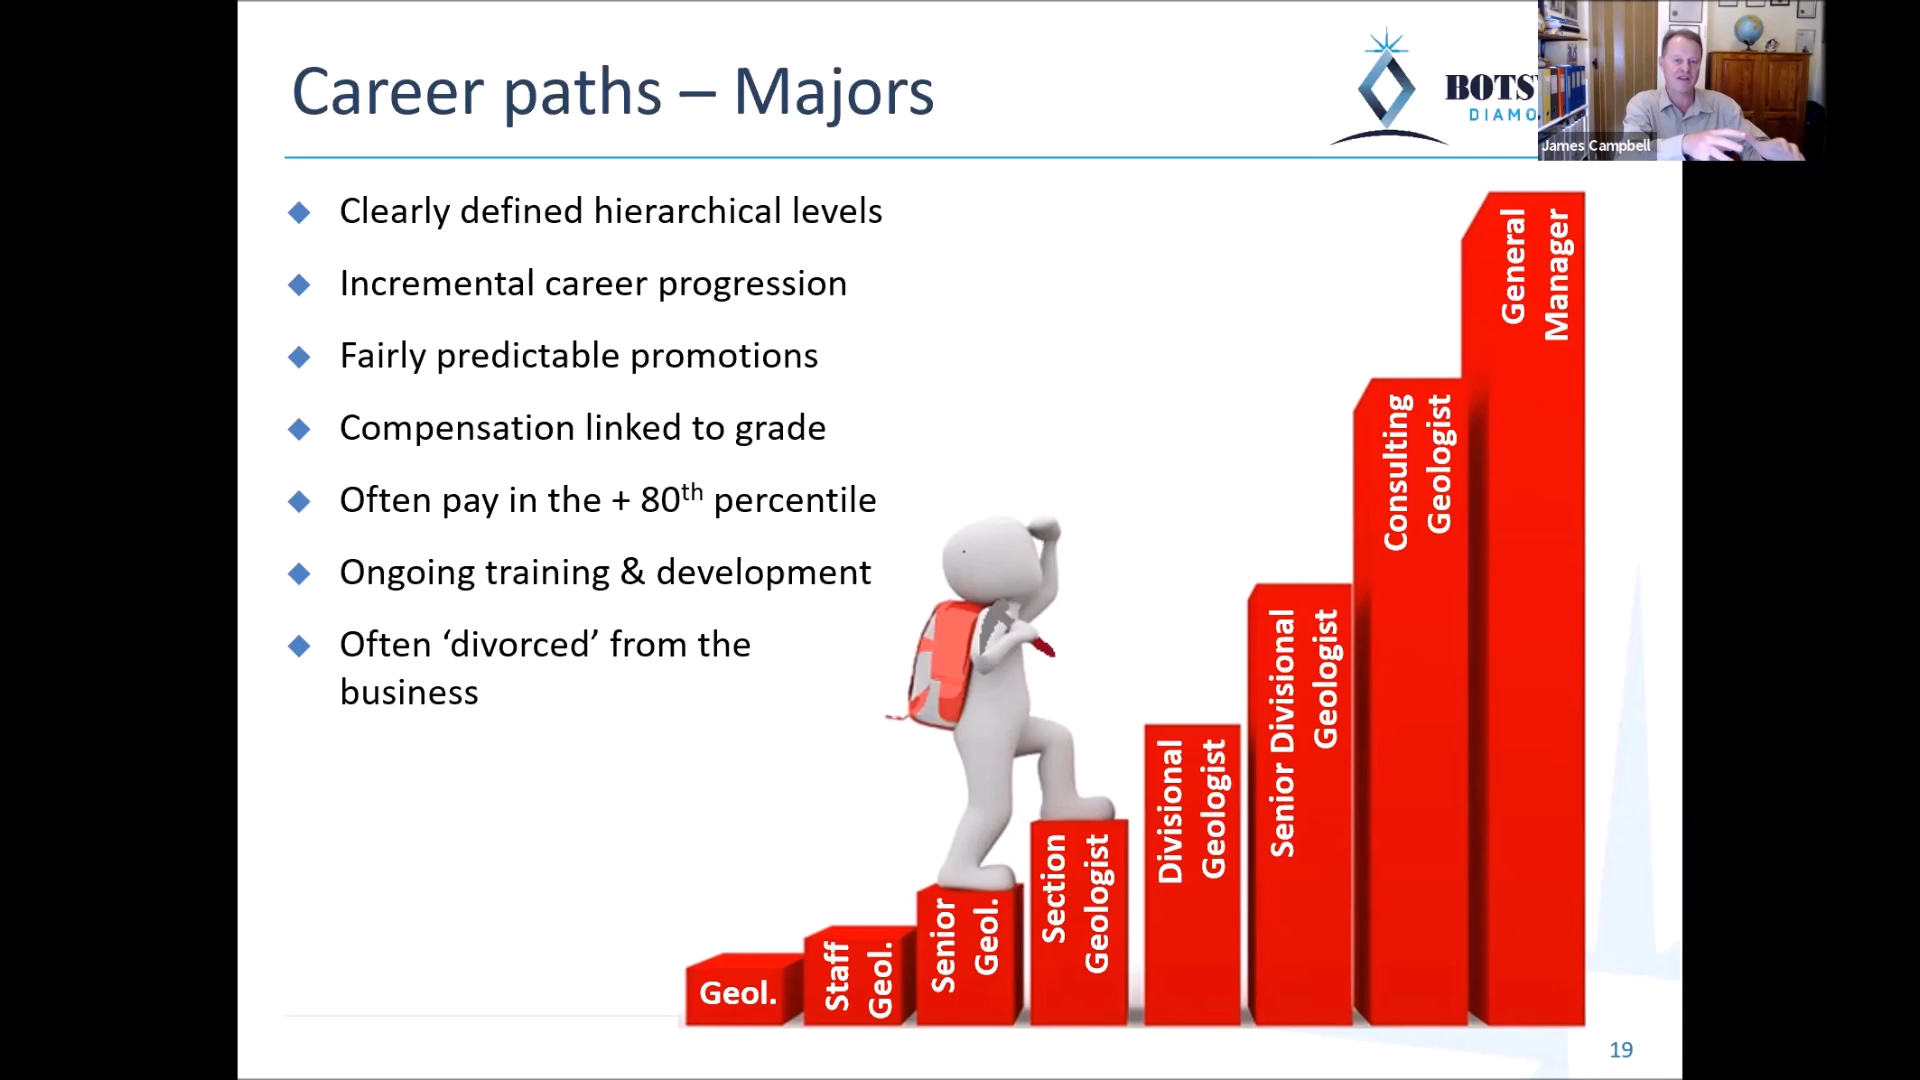 Career paths – Majors
BOTS
DIAMO
James Campbell
Clearly defined hierarchical levels
Incremental career progression
Fairly predictable promotions
Compensation linked to grade
Often pay in the + 80th percentile
Ongoing training & development
Often ‘divorced’ from the
business
Geol.
Staff
Geol.
Senior
Geol.
Section
Geologist
Divisional
Geologist
Senior Divisional
Geologist
Consulting
Geologist
General
Manager
19